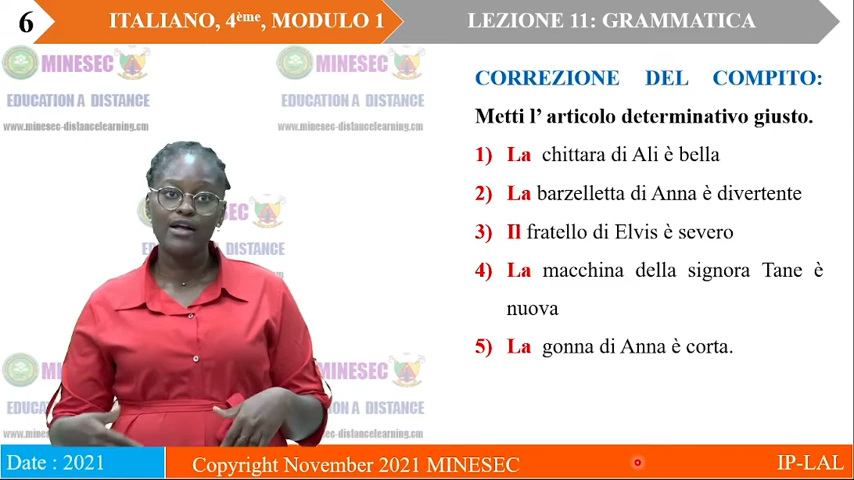 6
ITALIANO, 4ème, MODULO 1
LEZIONE 11: GRAMMATICA
MINESEC
MINESEC
EDUCATION A DISTANCE
EDUCATION A DISTANCE
www.minesec-distancelearning.cm
www.minesec-distancelearning.cm
CORREZIONE DEL COMPITO:
Metti l' articolo determinativo giusto.
1) La chittara di Ali è bella
2) La barzelletta di Anna è divertente
3) Il fratello di Elvis è severo
4) La macchina della signora Tane è
nuova
5) La gonna di Anna è corta.
MINESEC
MINESEC
DISTANCE
Date : 2021
Copyright November 2021 MINESEC
IP-LAL